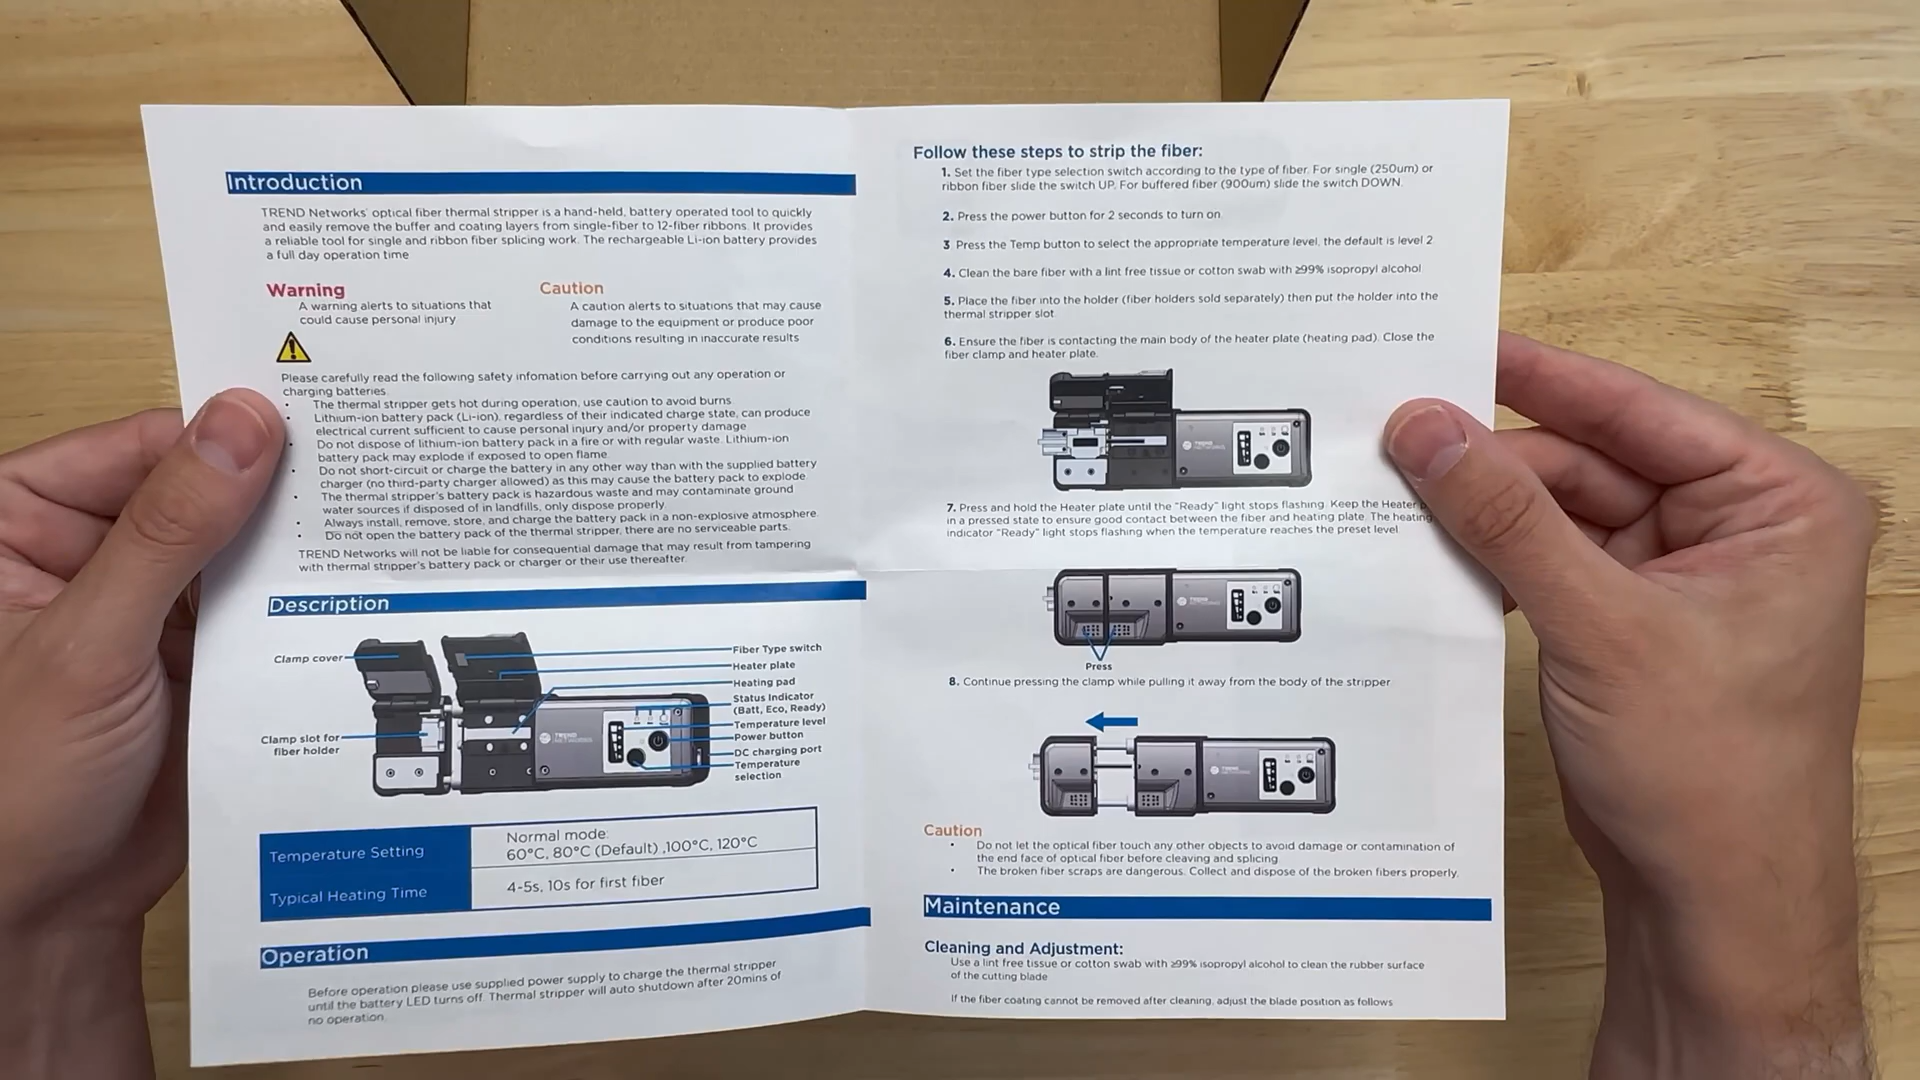 Introduction
TREND Networks' optical fiber thermal stripper is a hand-held, battery operated tool to quickly
and easily remove the buffer and coating layers from single-fiber to 12-fiber ribbons. It provides
a reliable tool for single and ribbon fiber splicing work. The rechargeable Li-ion battery provides
a full day operation time
Warning
A warning alerts to situations that
could cause personal injury
Caution
A caution alerts to situations that may cause
damage to the equipment or produce poor
conditions resulting in inaccurate results
Please carefully read the following safety infomation before carrying out any operation or
charging batteries
• The thermal stripper gets hot during operation, use caution to avoid burns
• Lithium-ion battery pack (Li-ion), regardless of their indicated charge state, can produce
electrical current sufficient to cause personal injury and/or property damage
• Do not dispose of lithium-ion battery pack in a fire or with regular waste. Lithium-ion
battery pack may explode if exposed to open flame
• Do not short-circuit or charge the battery in any other way than with the supplied battery
charger (no third-party charger allowed) as this may cause the battery pack to explode
• The thermal stripper's battery pack is hazardous waste and may contaminate ground
water sources if disposed of in landfills, only dispose properly
• Always install, remove, store, and charge the battery pack in a non-explosive atmosphere.
• Do not open the battery pack of the thermal stripper, there are no serviceable parts.
TREND Networks will not be liable for consequential damage that may result from tampering
with thermal stripper's battery pack or charger or their use thereafter.
Description
Clamp cover
Clamp slot for
fiber holder
Fiber Type switch
Heater plate
Heating pad
Status Indicator
(Batt, Eco, Ready)
Temperature level
Power button
DC charging port
Temperature
selection
TREND
NETWORKS
Temperature Setting
Normal mode:
60°C, 80°C (Default) ,100°C, 120°C
Typical Heating Time
4-5s, 10s for first fiber
Operation
Before operation please use supplied power supply to charge the thermal stripper
until the battery LED turns off. Thermal stripper will auto shutdown after 20mins of
no operation.
Follow these steps to strip the fiber:
1. Set the fiber type selection switch according to the type of fiber. For single (250um) or
ribbon fiber slide the switch UP. For buffered fiber (900um) slide the switch DOWN.
2. Press the power button for 2 seconds to turn on.
3 Press the Temp button to select the appropriate temperature level, the default is level 2.
4. Clean the bare fiber with a lint free tissue or cotton swab with ≥99% isopropyl alcohol
5. Place the fiber into the holder (fiber holders sold separately) then put the holder into the
thermal stripper slot.
6. Ensure the fiber is contacting the main body of the heater plate (heating pad). Close the
fiber clamp and heater plate.
TREND
NETWORKS
7. Press and hold the Heater plate until the "Ready" light stops flashing. Keep the Heater
in a pressed state to ensure good contact between the fiber and heating plate. The heating
indicator "Ready" light stops flashing when the temperature reaches the preset level.
TREND
NETWORKS
Press
8. Continue pressing the clamp while pulling it away from the body of the stripper
TREND
NETWORKS
Caution
• Do not let the optical fiber touch any other objects to avoid damage or contamination of
the end face of optical fiber before cleaving and splicing
• The broken fiber scraps are dangerous. Collect and dispose of the broken fibers properly.
Maintenance
Cleaning and Adjustment:
Use a lint free tissue or cotton swab with ≥99% isopropyl alcohol to clean the rubber surface
of the cutting blade
If the fiber coating cannot be removed after cleaning, adjust the blade position as follows